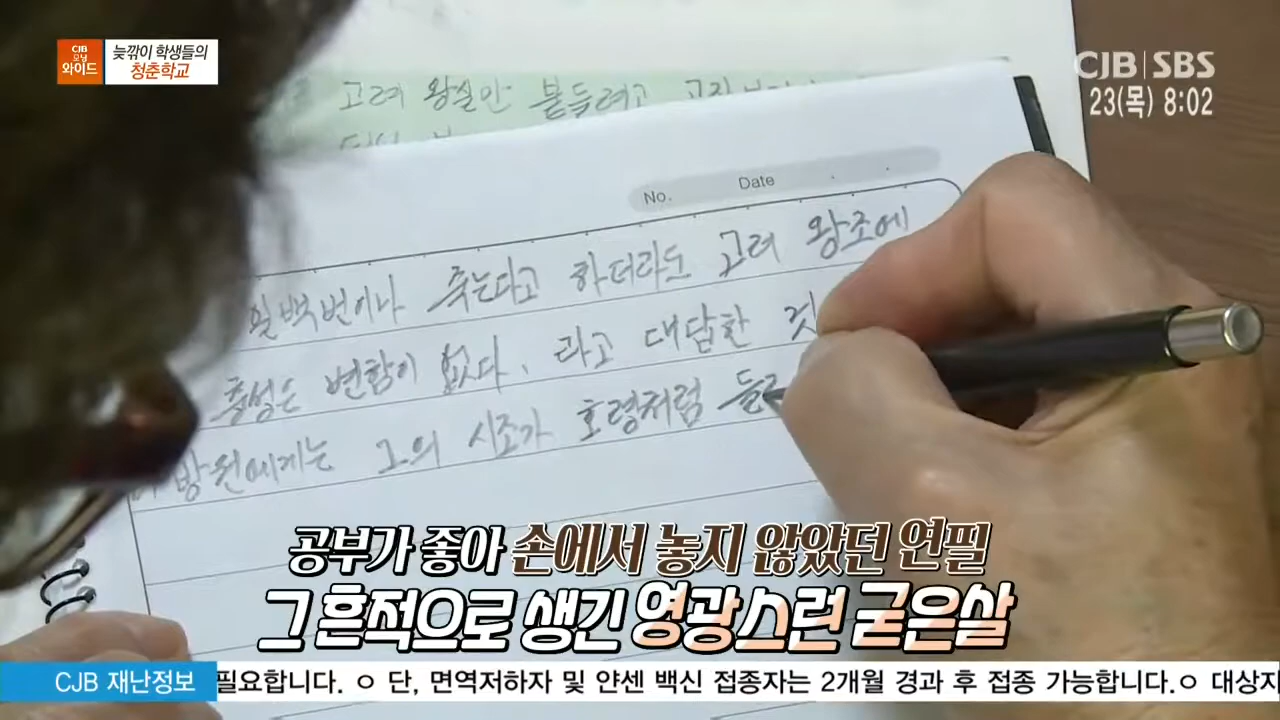 CJB
모닝
와이드
늦깎이 학생들의
청춘학교
CJB SBS
23(목) 8:02
고려 왕실만 붙들려고
No. Date
일백번이나 죽는다고 하더라도 고려 왕조에
충성은 변함이 없다. 라고 대답한 것
방원에게는 그의 시조가 호령처럼 들
공부가 좋아 손에서 놓지 않았던 연필
그 흔적으로 생긴 영광스런 굳은살
CJB 재난정보 필요합니다. ㅇ 단, 면역저하자 및 얀센 백신 접종자는 2개월 경과 후 접종 가능합니다.ㅇ 대상자